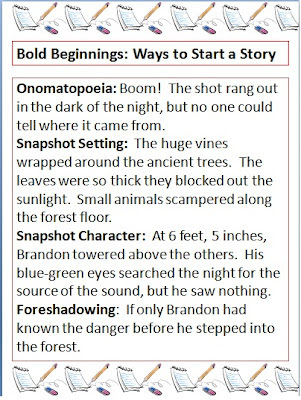 Bold Beginnings: Ways to Start a Story
Onomatopoeia: Boom!  The shot rang out
in the dark of the night, but no one could
tell where it came from.
Snapshot Setting:  The huge vines
wrapped around the ancient trees.  The
leaves were so thick they blocked out the
sunlight.  Small animals scampered along
the forest floor.
Snapshot Character:  At 6 feet, 5 inches,
Brandon towered above the others.  His
blue-green eyes searched the night for the
source of the sound, but he saw nothing.
Foreshadowing:  If only Brandon had
known the danger before he stepped into
the forest.